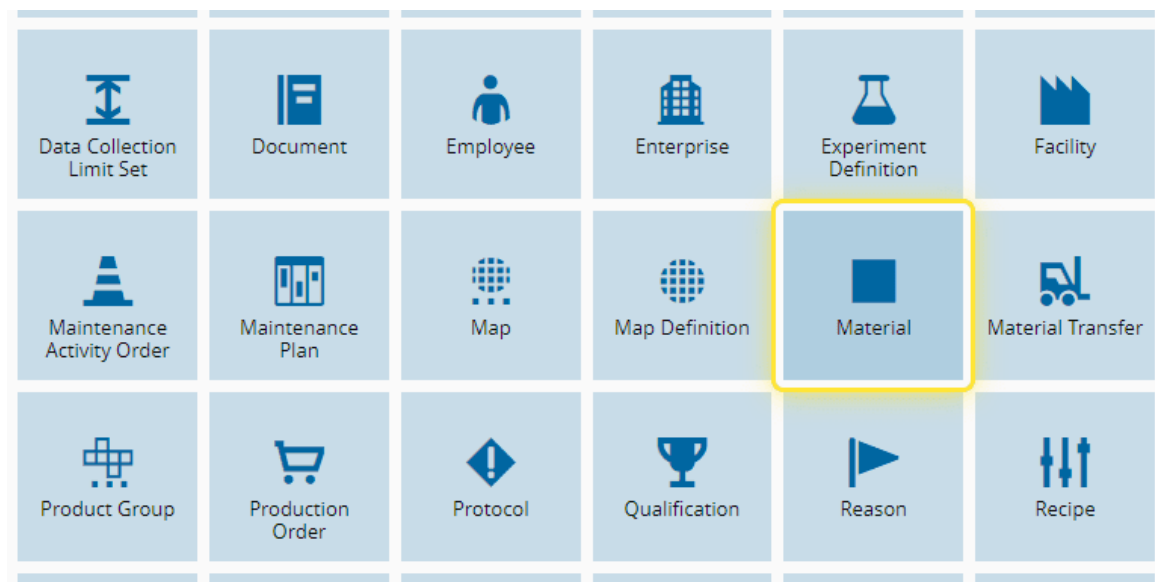 Data Collection
Limit Set
Document
Employee
Enterprise
Experiment
Definition
Facility
Maintenance
Activity Order
Maintenance
Plan
Map
Map Definition
Material
Material Transfer
Product Group
Production
Order
Protocol
Qualification
Reason
Recipe